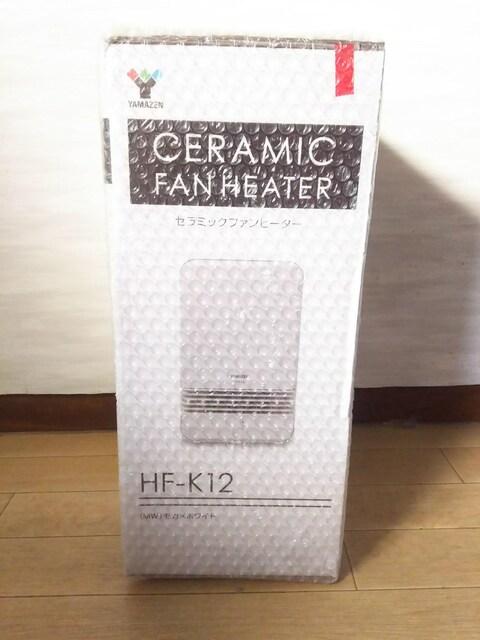 YAMAZEN
CERAMIC
FAN HEATER
セラミックファンヒーター
HF-K12
(MW)モカ×ホワイト